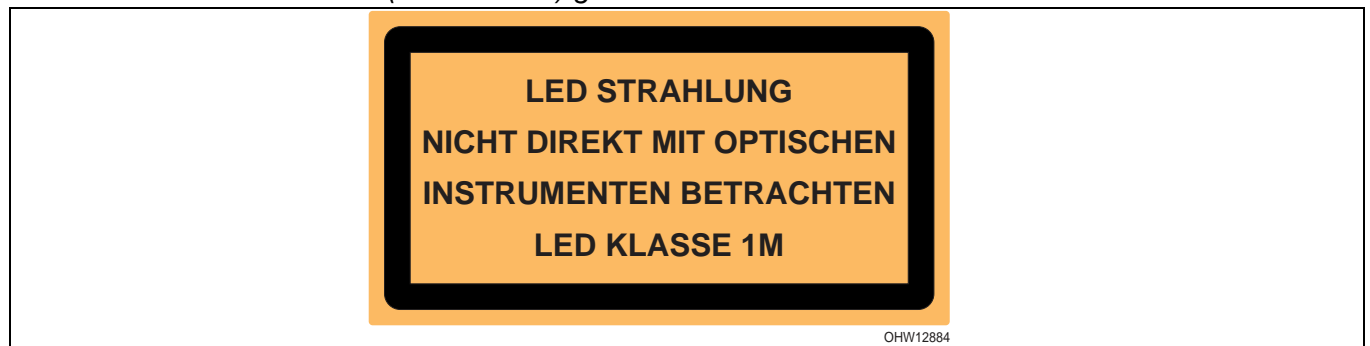 LED STRAHLUNG
NICHT DIREKT MIT OPTISCHEN
INSTRUMENTEN BETRACHTEN
LED KLASSE 1M
OHW12884